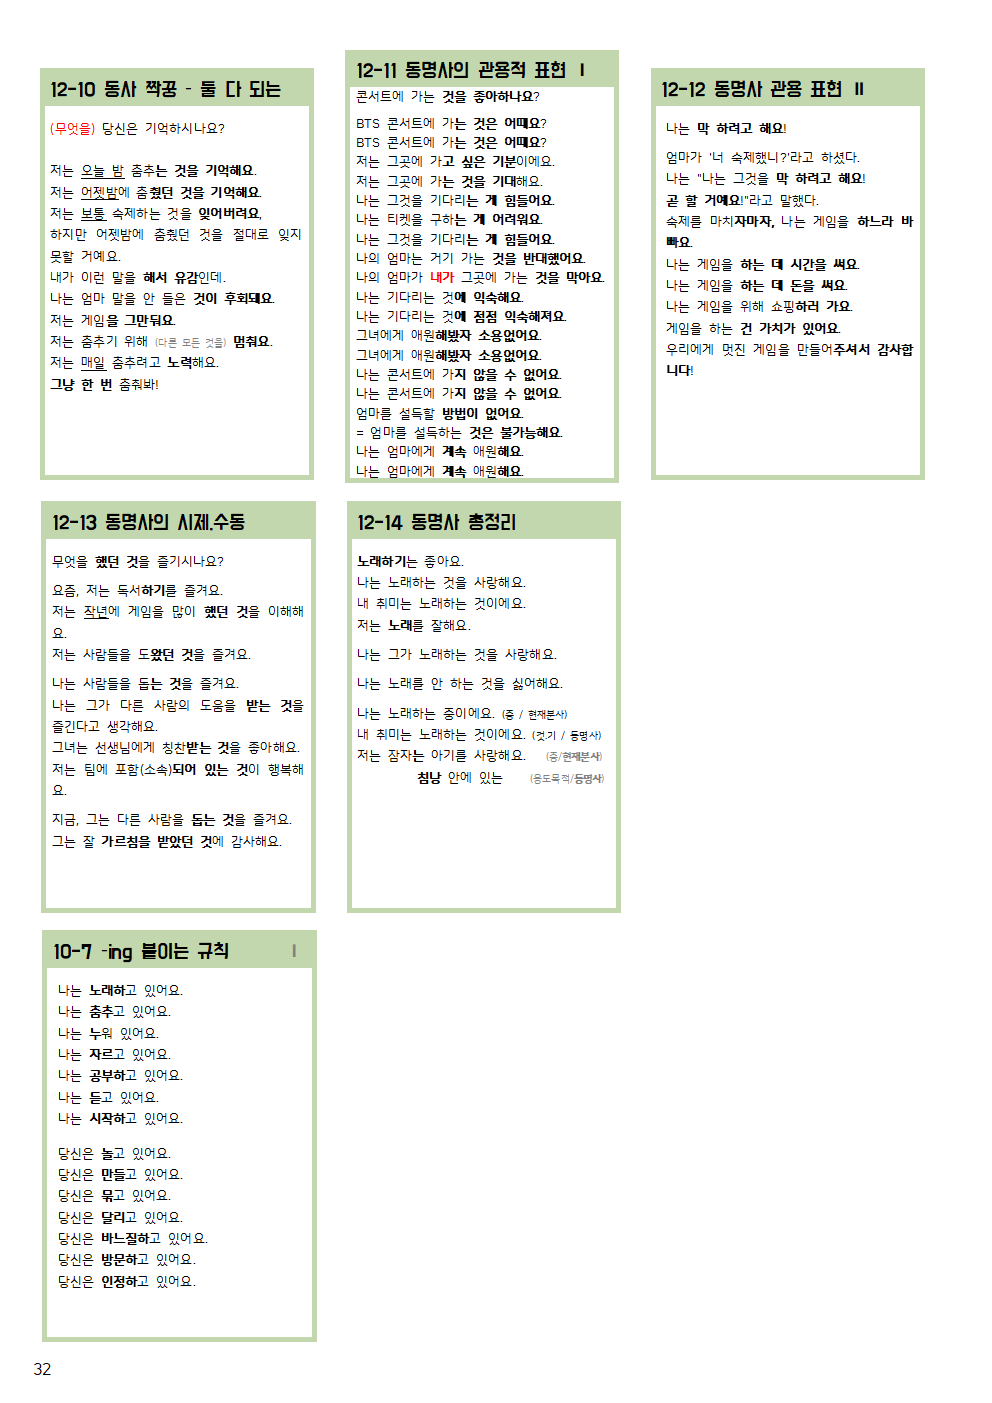 12-10 동사 짝꿍 - 둘 다 되는
(무엇을) 당신은 기억하시나요?
저는 오늘 밤 춤추는 것을 기억해요.
저는 어젯밤에 춤췄던 것을 기억해요.
저는 보통 숙제하는 것을 잊어버려요,
하지만 어젯밤에 춤췄던 것을 절대로 잊지
못할 거예요.
내가 이런 말을 해서 유감인데.
나는 엄마 말을 안 들은 것이 후회돼요.
저는 게임을 그만둬요.
저는 춤추기 위해 (다른 모든 것을) 멈춰요.
저는 매일 춤추려고 노력해요.
그냥 한 번 춤춰봐!
12-11 동명사의 관용적 표현 Ⅰ
콘서트에 가는 것을 좋아하나요?
BTS 콘서트에 가는 것은 어때요?
BTS 콘서트에 가는 것은 어때요?
저는 그곳에 가고 싶은 기분이에요.
저는 그곳에 가는 것을 기대해요.
나는 그것을 기다리는 게 힘들어요.
나는 티켓을 구하는 게 어려워요.
나는 그것을 기다리는 게 힘들어요.
나의 엄마는 거기 가는 것을 반대했어요.
나의 엄마가 내가 그곳에 가는 것을 막아요.
나는 기다리는 것에 익숙해요.
나는 기다리는 것에 점점 익숙해져요.
그녀에게 애원해봤자 소용없어요.
그녀에게 애원해봤자 소용없어요.
나는 콘서트에 가지 않을 수 없어요.
나는 콘서트에 가지 않을 수 없어요.
엄마를 설득할 방법이 없어요.
= 엄마를 설득하는 것은 불가능해요.
나는 엄마에게 계속 애원해요.
나는 엄마에게 계속 애원해요.
12-12 동명사 관용 표현 Ⅱ
나는 막 하려고 해요!
엄마가 '너 숙제했니?'라고 하셨다.
나는 "나는 그것을 막 하려고 해요!
곧 할 거예요!"라고 말했다.
숙제를 마치자마자, 나는 게임을 하느라 바
빠요.
나는 게임을 하는 데 시간을 써요.
나는 게임을 하는 데 돈을 써요.
나는 게임을 위해 쇼핑하러 가요.
게임을 하는 건 가치가 있어요.
우리에게 멋진 게임을 만들어주셔서 감사합
니다!
12-13 동명사의 시제,수동
무엇을 했던 것을 즐기시나요?
요즘, 저는 독서하기를 즐겨요.
저는 작년에 게임을 많이 했던 것을 이해해
요.
저는 사람들을 도왔던 것을 즐겨요.
나는 사람들을 돕는 것을 즐겨요.
나는 그가 다른 사람의 도움을 받는 것을
즐긴다고 생각해요.
그녀는 선생님에게 칭찬받는 것을 좋아해요.
저는 팀에 포함(소속)되어 있는 것이 행복해
요.
지금, 그는 다른 사람을 돕는 것을 즐겨요.
그는 잘 가르침을 받았던 것에 감사해요.
12-14 동명사 총정리
노래하기는 좋아요.
나는 노래하는 것을 사랑해요.
내 취미는 노래하는 것이에요.
저는 노래를 잘해요.
나는 그가 노래하는 것을 사랑해요.
나는 노래를 안 하는 것을 싫어해요.
나는 노래하는 중이에요. (중 / 현재분사)
내 취미는 노래하는 것이에요. (것,기 / 동명사)
저는 잠자는 아기를 사랑해요. (중/현재분사)
침낭 안에 있는 (용도목적/동명사)
10-7 -ing 붙이는 규칙 Ⅰ
나는 노래하고 있어요.
나는 춤추고 있어요.
나는 누워 있어요.
나는 자르고 있어요.
나는 공부하고 있어요.
나는 듣고 있어요.
나는 시작하고 있어요.
당신은 놀고 있어요.
당신은 만들고 있어요.
당신은 묶고 있어요.
당신은 달리고 있어요.
당신은 바느질하고 있어요.
당신은 방문하고 있어요.
당신은 인정하고 있어요.
32